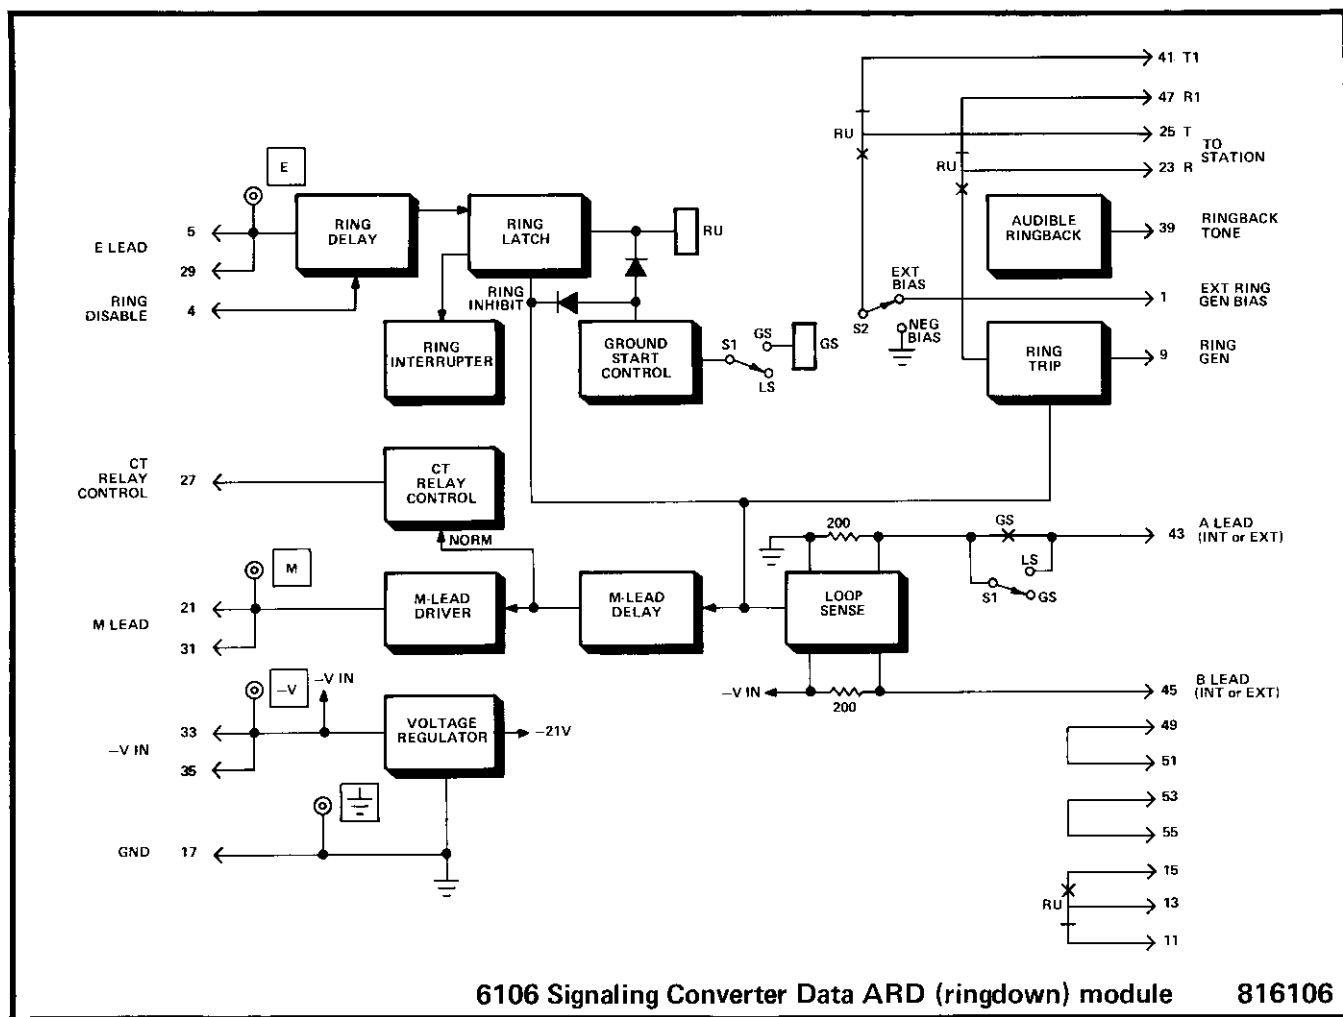 41 T1
47 R1
RU
25 T
TO
STATION
RU
23 R
E
RING
DELAY
RING
LATCH
RU
AUDIBLE
RINGBACK
39
RINGBACK
TONE
5
E LEAD
29
RING
DISABLE
4
RING
INHIBIT
EXT
BIAS
1
EXT RING
GEN BIAS
S2
NEG
BIAS
RING
INTERRUPTER
GROUND
START
CONTROL
S1
GS
LS
GS
RING
TRIP
9
RING
GEN
CT
RELAY
CONTROL
27
CT
RELAY
CONTROL
NORM
200
GS
43
A LEAD
(INT or EXT)
LS
S1
GS
M
21
M LEAD
31
M-LEAD
DRIVER
M-LEAD
DELAY
LOOP
SENSE
–V IN
200
45
B LEAD
(INT or EXT)
–V
–V IN
33
–V IN
35
VOLTAGE
REGULATOR
–21V
49
51
53
55
GND 17
15
RU
13
11
6106 Signaling Converter Data ARD (ringdown) module 816106